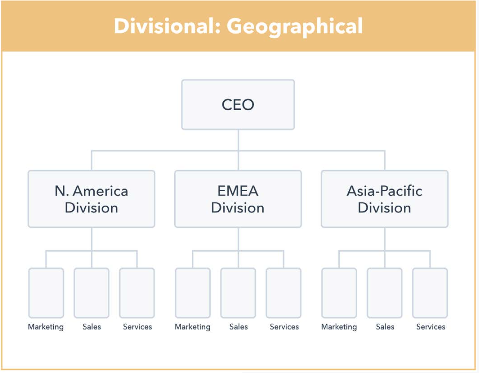 Divisional: Geographical
CEO
N. America
Division
EMEA
Division
Asia-Pacific
Division
Marketing
Sales
Services
Marketing
Sales
Services
Marketing
Sales
Services